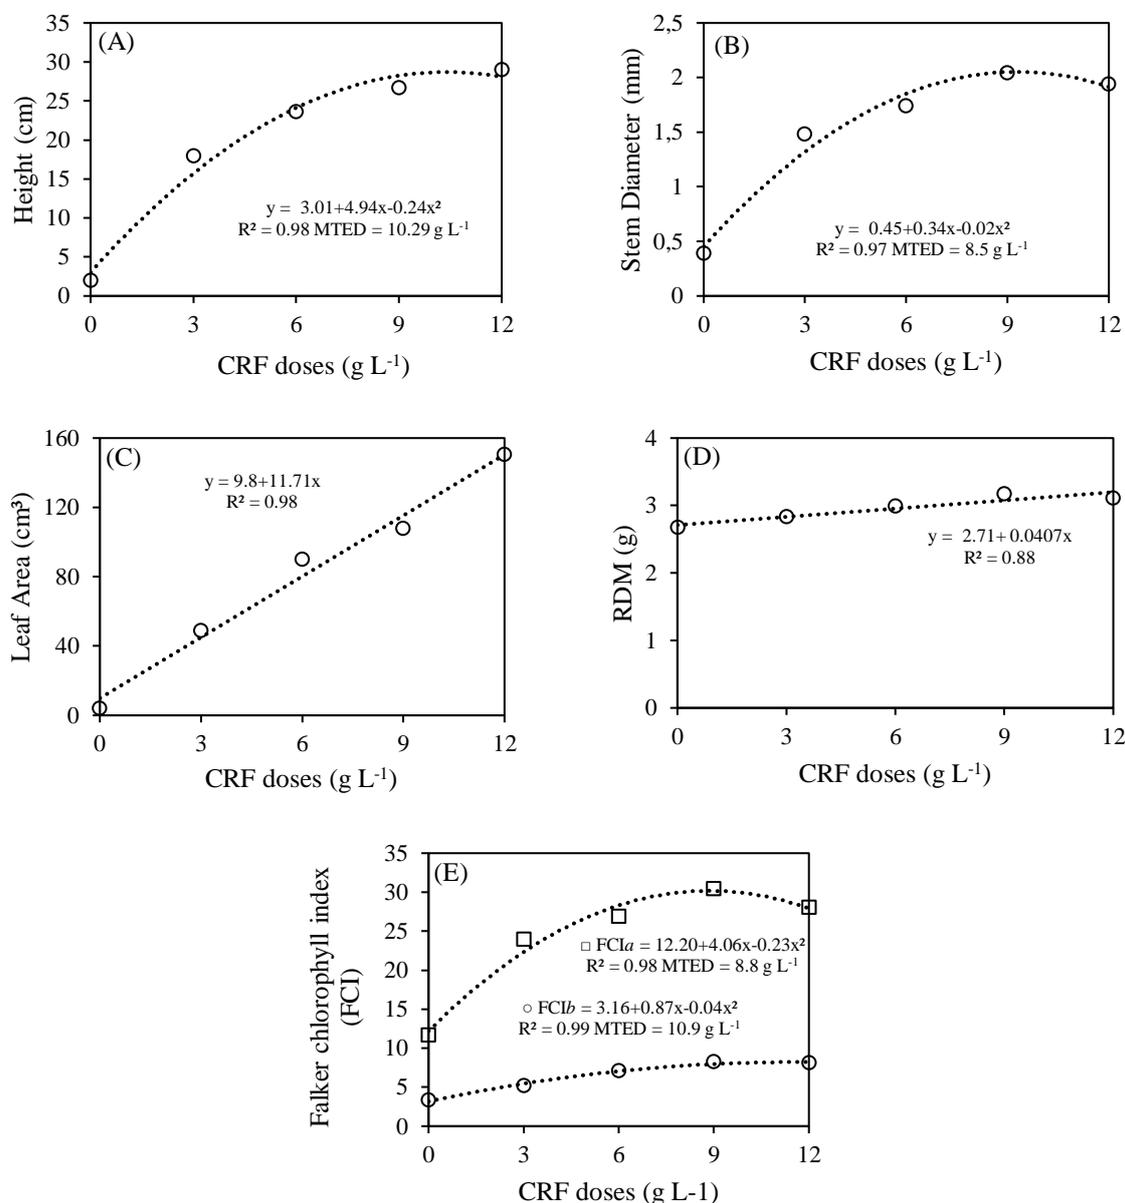 (A)
Height (cm)
35
30
25
20
15
10
5
0
y = 3.01+4.94x-0.24x²
R² = 0.98 MTED = 10.29 g L⁻¹
0 3 6 9 12
CRF doses (g L⁻¹)
(B)
Stem Diameter (mm)
2,5
2
1,5
1
0,5
0
y = 0.45+0.34x-0.02x²
R² = 0.97 MTED = 8.5 g L⁻¹
0 3 6 9 12
CRF doses (g L⁻¹)
(C)
Leaf Area (cm³)
160
120
80
40
0
y = 9.8+11.71x
R² = 0.98
0 3 6 9 12
CRF doses (g L⁻¹)
(D)
RDM (g)
4
3
2
1
0
y = 2.71+ 0.0407x
R² = 0.88
0 3 6 9 12
CRF doses (g L⁻¹)
(E)
Falker chlorophyll index
(FCI)
35
30
25
20
15
10
5
0
□ FCIa = 12.20+4.06x-0.23x²
R² = 0.98 MTED = 8.8 g L⁻¹
○ FCIb = 3.16+0.87x-0.04x²
R² = 0.99 MTED = 10.9 g L⁻¹
0 3 6 9 12
CRF doses (g L-1)